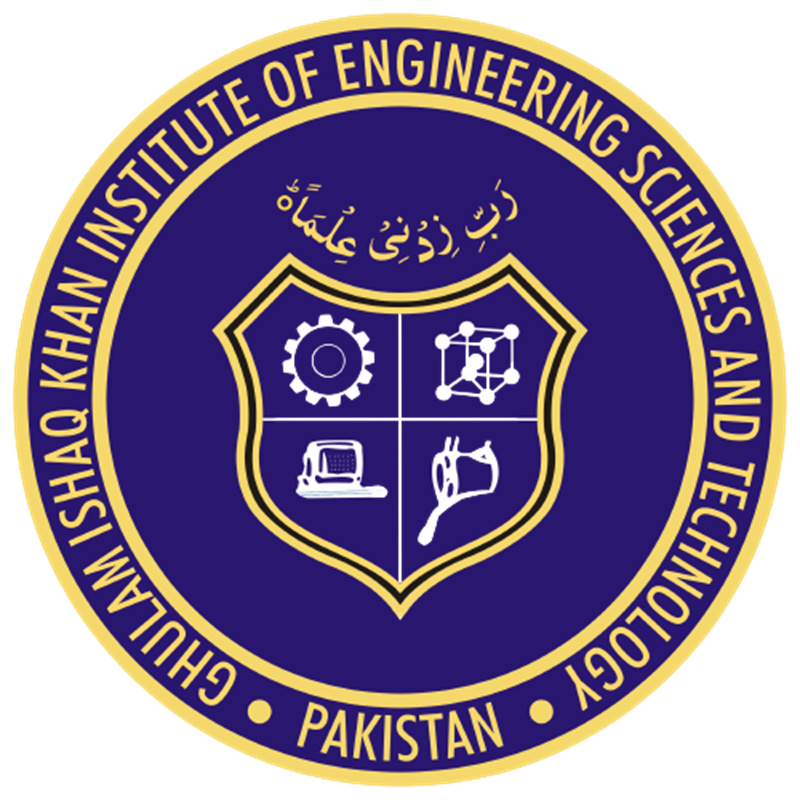 GHULAM ISHAQ KHAN INSTITUTE OF ENGINEERING SCIENCES AND TECHNOLOGY
رَبِّ زِدْنِیْ عِلْمَاً ؕ
• PAKISTAN •